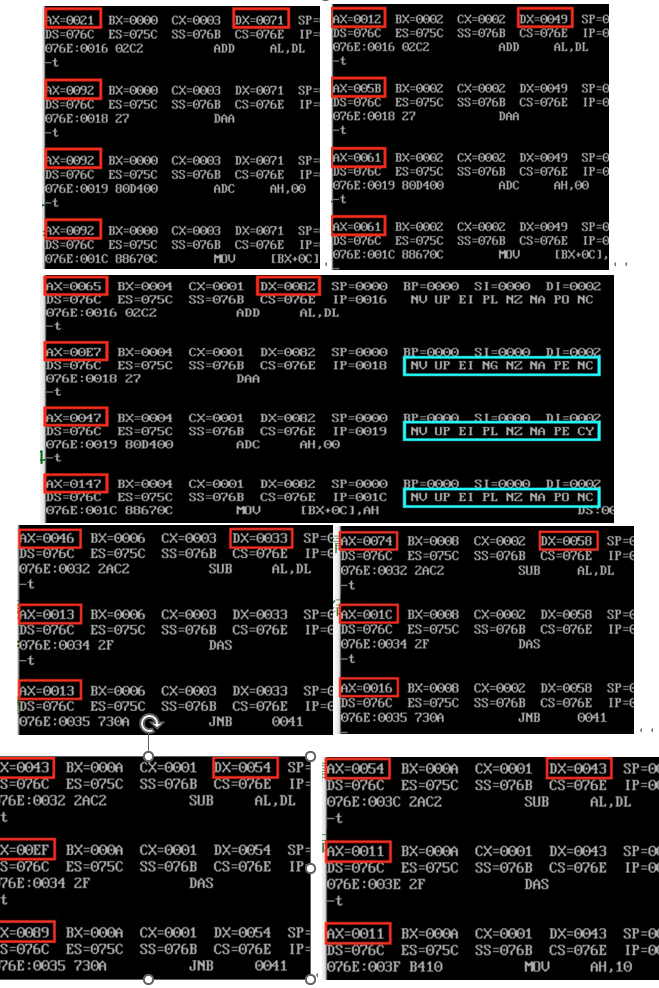 AX=0021 BX=0000 CX=0003 DX=0071 SP=
DS=076C ES=075C SS=076B CS=076E IP=
076E:0016 02C2 ADD AL,DL
-t
AX=0092 BX=0000 CX=0003 DX=0071 SP=
DS=076C ES=075C SS=076B CS=076E IP=
076E:0018 27 DAA
-t
AX=0092 BX=0000 CX=0003 DX=0071 SP=
DS=076C ES=075C SS=076B CS=076E IP=
076E:0019 80D400 ADC AH,00
-t
AX=0092 BX=0000 CX=0003 DX=0071 SP=
DS=076C ES=075C SS=076B CS=076E IP=
076E:001C 88670C MOV [BX+0C]
AX=0012 BX=0002 CX=0002 DX=0049 SP=0
DS=076C ES=075C SS=076B CS=076E IP=0
076E:0016 02C2 ADD AL,DL
-t
AX=005B BX=0002 CX=0002 DX=0049 SP=0
DS=076C ES=075C SS=076B CS=076E IP=0
076E:0018 27 DAA
-t
AX=0061 BX=0002 CX=0002 DX=0049 SP=0
DS=076C ES=075C SS=076B CS=076E IP=0
076E:0019 80D400 ADC AH,00
-t
AX=0061 BX=0002 CX=0002 DX=0049 SP=0
DS=076C ES=075C SS=076B CS=076E IP=0
076E:001C 88670C MOV [BX+0C],
AX=0065 BX=0004 CX=0001 DX=0082 SP=0000 BP=0000 SI=0000 DI=0002
DS=076C ES=075C SS=076B CS=076E IP=0016 NV UP EI PL NZ NA PO NC
076E:0016 02C2 ADD AL,DL
-t
AX=00E7 BX=0004 CX=0001 DX=0082 SP=0000 BP=0000 SI=0000 DI=0002
DS=076C ES=075C SS=076B CS=076E IP=0018 NV UP EI NG NZ NA PE NC
076E:0018 27 DAA
-t
AX=0047 BX=0004 CX=0001 DX=0082 SP=0000 BP=0000 SI=0000 DI=0002
DS=076C ES=075C SS=076B CS=076E IP=0019 NV UP EI PL NZ NA PE CY
076E:0019 80D400 ADC AH,00
-t
AX=0147 BX=0004 CX=0001 DX=0082 SP=0000 BP=0000 SI=0000 DI=0002
DS=076C ES=075C SS=076B CS=076E IP=001C NV UP EI PL NZ NA PO NC
076E:001C 88670C MOV [BX+0C],AH
AX=0046 BX=0006 CX=0003 DX=0033 SP=0
DS=076C ES=075C SS=076B CS=076E IP=0
076E:0032 2AC2 SUB AL,DL
-t
AX=0013 BX=0006 CX=0003 DX=0033 SP=0
DS=076C ES=075C SS=076B CS=076E IP=0
076E:0034 2F DAS
-t
AX=0013 BX=0006 CX=0003 DX=0033 SP=0
DS=076C ES=075C SS=076B CS=076E IP=0
076E:0035 730A JNB 0041
AX=0074 BX=0008 CX=0002 DX=0058 SP=0
DS=076C ES=075C SS=076B CS=076E IP=0
076E:0032 2AC2 SUB AL,DL
-t
AX=001C BX=0008 CX=0002 DX=0058 SP=0
DS=076C ES=075C SS=076B CS=076E IP=0
076E:0034 2F DAS
-t
AX=0016 BX=0008 CX=0002 DX=0058 SP=0
DS=076C ES=075C SS=076B CS=076E IP=0
076E:0035 730A JNB 0041
X=0043 BX=000A CX=0001 DX=0054 SP=
S=076C ES=075C SS=076B CS=076E IP=
76E:0032 2AC2 SUB AL,DL
t
X=00EF BX=000A CX=0001 DX=0054 SP=
S=076C ES=075C SS=076B CS=076E IP=
76E:0034 2F DAS
t
X=0089 BX=000A CX=0001 DX=0054 SP=
S=076C ES=075C SS=076B CS=076E IP=
76E:0035 730A JNB 0041
AX=0054 BX=000A CX=0001 DX=0043 SP=00
DS=076C ES=075C SS=076B CS=076E IP=00
076E:003C 2AC2 SUB AL,DL
-t
AX=0011 BX=000A CX=0001 DX=0043 SP=00
DS=076C ES=075C SS=076B CS=076E IP=00
076E:003E 2F DAS
-t
AX=0011 BX=000A CX=0001 DX=0043 SP=00
DS=076C ES=075C SS=076B CS=076E IP=00
076E:003F B410 MOV AH,10